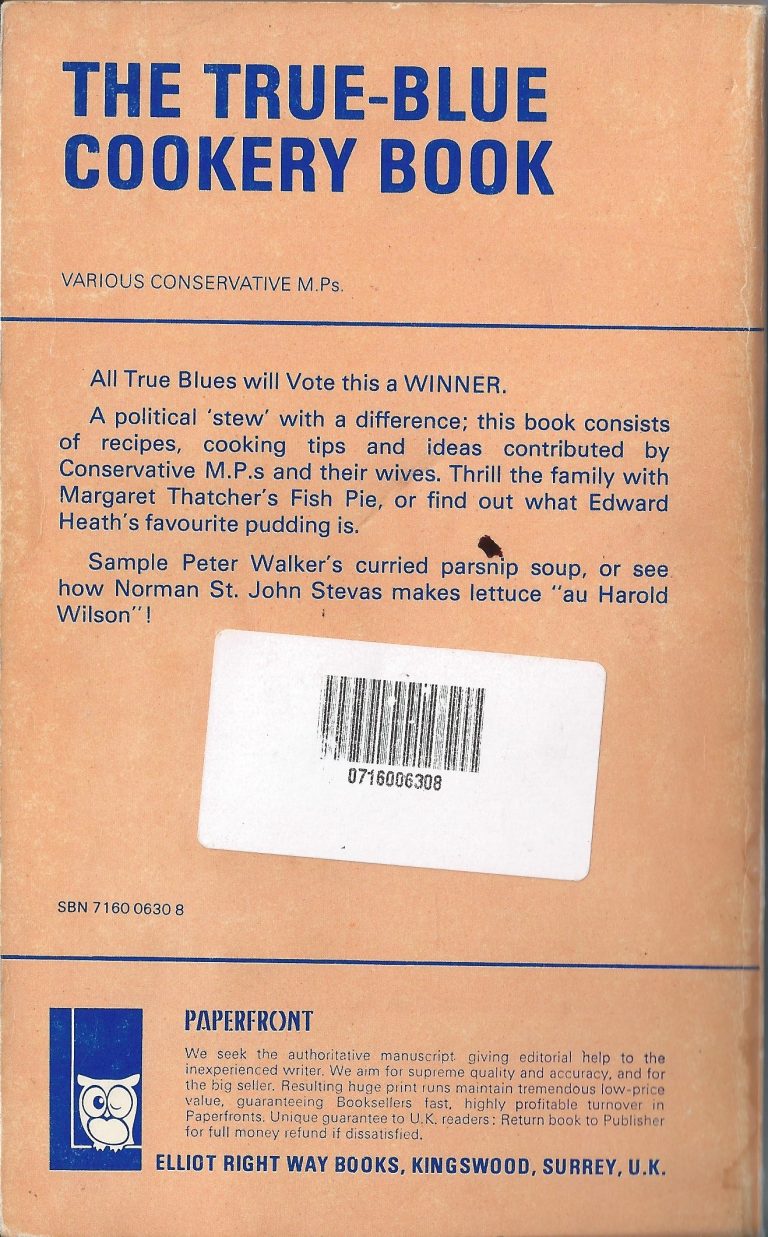 THE TRUE-BLUE
COOKERY BOOK
VARIOUS CONSERVATIVE M.Ps.
All True Blues will Vote this a WINNER.
A political 'stew' with a difference; this book consists
of recipes, cooking tips and ideas contributed by
Conservative M.P.s and their wives. Thrill the family with
Margaret Thatcher's Fish Pie, or find out what Edward
Heath's favourite pudding is.
Sample Peter Walker's curried parsnip soup, or see
how Norman St. John Stevas makes lettuce "au Harold
Wilson"!
0716006308
SBN 7160 0630 8
PAPERFRONT
We seek the authoritative manuscript giving editorial help to the
inexperienced writer. We aim for supreme quality and accuracy, and for
the big seller. Resulting huge print runs maintain tremendous low-price
value, guaranteeing Booksellers fast, highly profitable turnover in
Paperfronts. Unique guarantee to U.K. readers: Return book to Publisher
for full money refund if dissatisfied.
ELLIOT RIGHT WAY BOOKS, KINGSWOOD, SURREY, U.K.